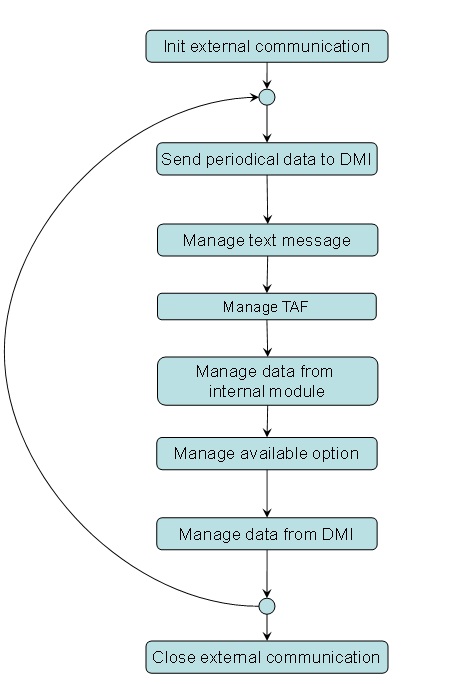 Init external communication
Send periodical data to DMI
Manage text message
Manage TAF
Manage data from
internal module
Manage available option
Manage data from DMI
Close external communication